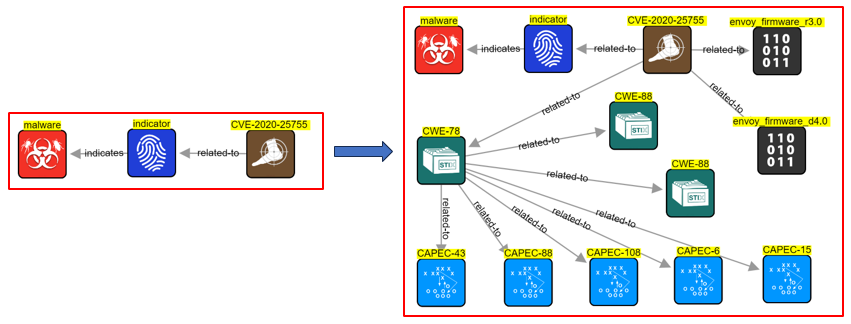 malware
indicator
CVE-2020-25755
indicates
related-to
malware
indicator
CVE-2020-25755
envoy_firmware_r3.0
110
010
011
indicates
related-to
related-to
related-to
related-to
envoy_firmware_d4.0
110
010
011
CWE-88
STIX
CWE-78
STIX
related-to
CWE-88
STIX
related-to
related-to
related-to
related-to
related-to
related-to
CAPEC-43
CAPEC-88
CAPEC-108
CAPEC-6
CAPEC-15